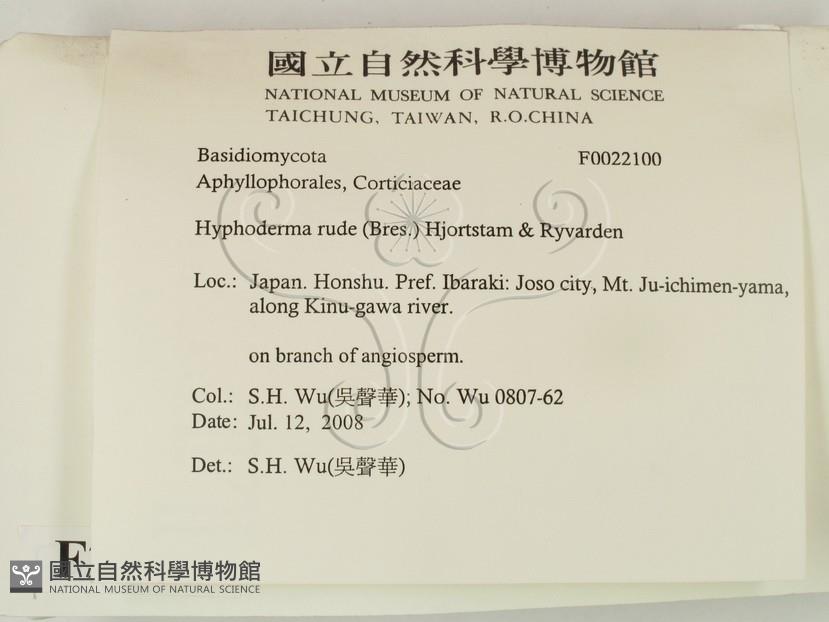 國立自然科學博物館
NATIONAL MUSEUM OF NATURAL SCIENCE
TAICHUNG, TAIWAN, R.O.CHINA
Basidiomycota F0022100
Aphyllophorales, Corticiaceae
Hyphoderma rude (Bres.) Hjortstam & Ryvarden
Loc.: Japan. Honshu. Pref. Ibaraki: Joso city, Mt. Ju-ichimen-yama,
along Kinu-gawa river.
on branch of angiosperm.
Col.: S.H. Wu(吳聲華); No. Wu 0807-62
Date: Jul. 12, 2008
Det.: S.H. Wu(吳聲華)
F
國立自然科學博物館
NATIONAL MUSEUM OF NATURAL SCIENCE